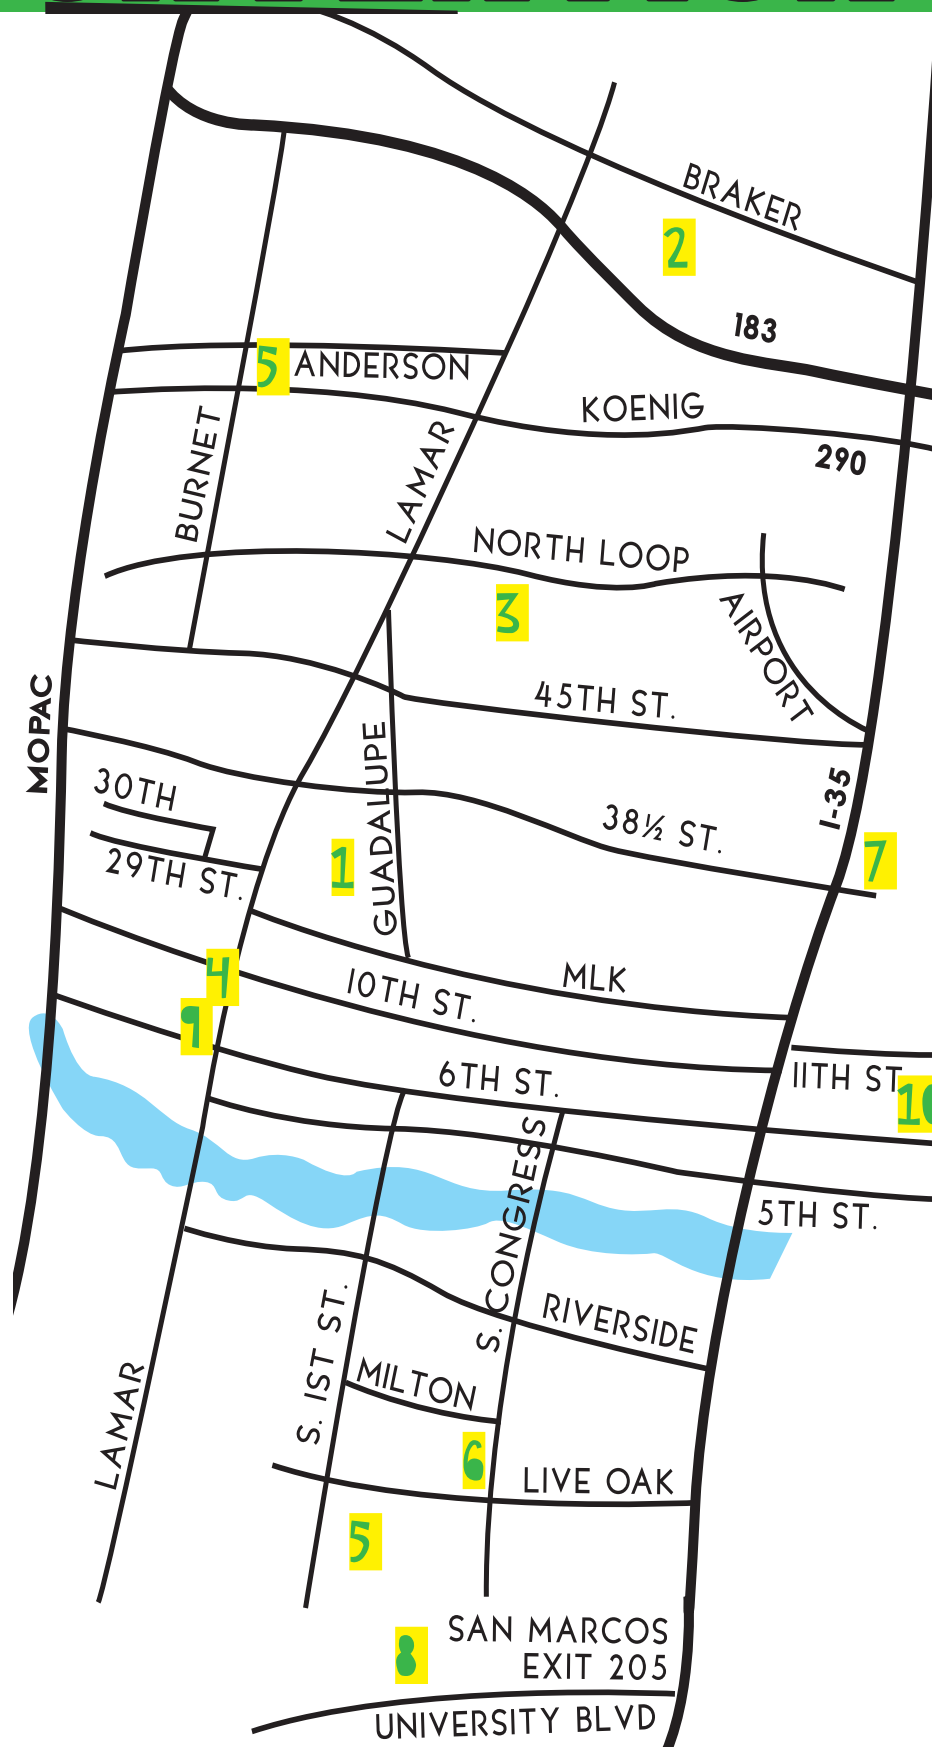 BRAKER
2
183
5 ANDERSON
KOENIG
290
BURNET
LAMAR
NORTH LOOP
3
AIRPORT
45TH ST.
MOPAC
GUADALUPE
30TH
I-35
38½ ST.
29TH ST.
1
7
4
MLK
10TH ST.
9
6TH ST.
11TH ST
10
S. CONGRESS
5TH ST.
S. 1ST ST.
RIVERSIDE
LAMAR
MILTON
6
LIVE OAK
5
8
SAN MARCOS
EXIT 205
UNIVERSITY BLVD